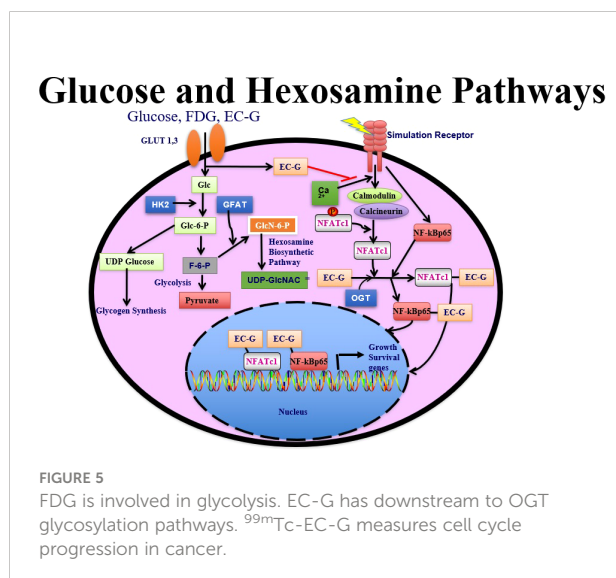 Glucose and Hexosamine Pathways
Glucose, FDG, EC-G
GLUT 1,3
Simulation Receptor
EC-G
Glc
Ca
2+
Calmodulin
HK2
GFAT
Calcineurin
NFATc1
Glc-6-P
GlcN-6-P
NF-kBp65
Hexosamine
Biosynthetic
Pathway
NFATc1
UDP Glucose
F-6-P
Glycolysis
UDP-GlcNAC
EC-G
NFATc1
EC-G
Pyruvate
OGT
Glycogen Synthesis
NF-kBp65
EC-G
EC-G
EC-G
Growth
Survival
genes
NFATc1
NF-kBp65
Nucleus
FIGURE 5
FDG is involved in glycolysis. EC-G has downstream to OGT
glycosylation pathways. 99mTc-EC-G measures cell cycle
progression in cancer.